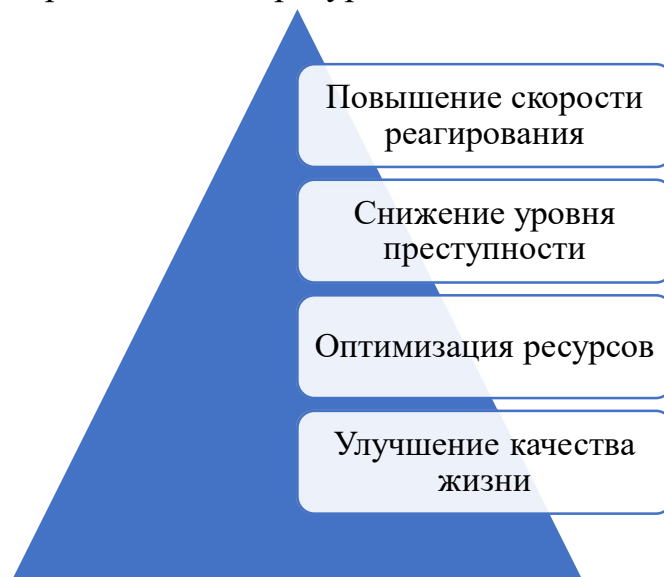 Повышение скорости
реагирования
Снижение уровня
преступности
Оптимизация ресурсов
Улучшение качества
жизни